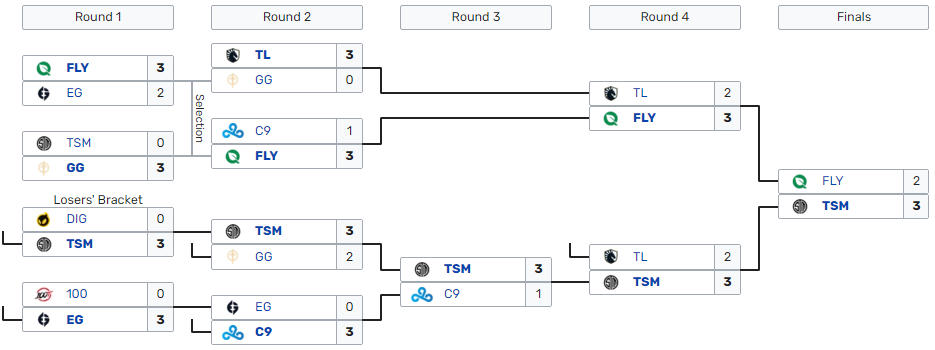 Round 1
Round 2
Round 3
Round 4
Finals
FLY 3
EG 2
TSM 0
GG 3
Selection
TL 3
GG 0
C9 1
FLY 3
TL 2
FLY 3
FLY 2
TSM 3
Losers' Bracket
DIG 0
TSM 3
100 0
EG 3
TSM 3
GG 2
EG 0
C9 3
TSM 3
C9 1
TL 2
TSM 3